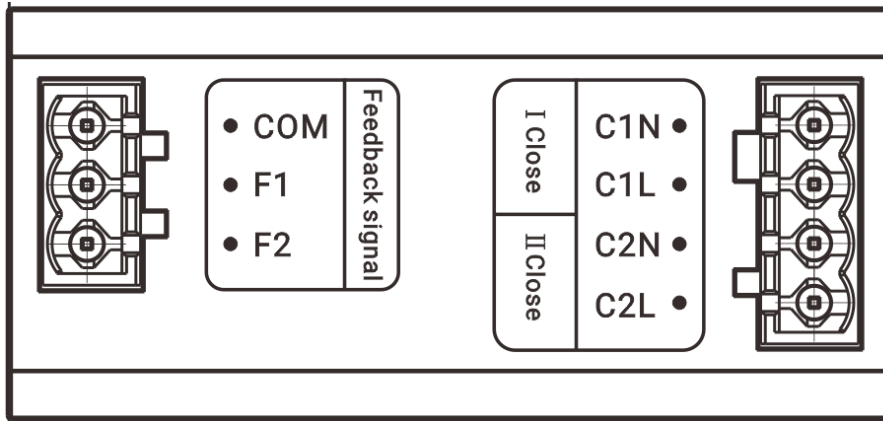 COM
F1
F2
Feedback signal
I Close
II Close
C1N
C1L
C2N
C2L